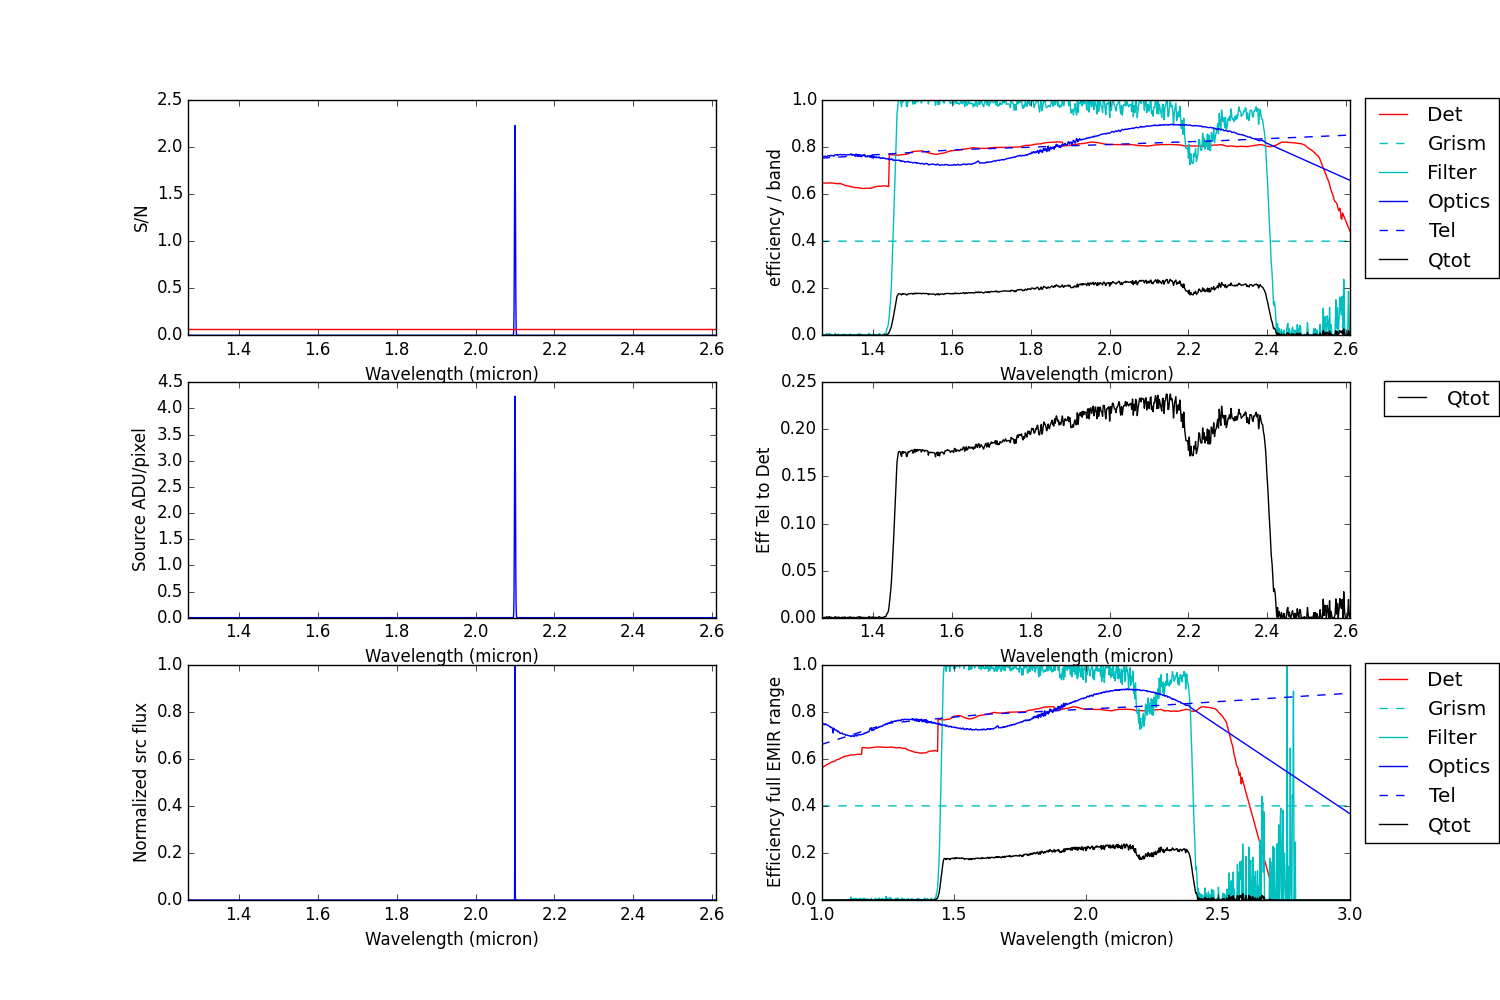 2.5
2.0
1.5
1.0
0.5
0.0
S/N
1.4 1.6 1.8 2.0 2.2 2.4 2.6
Wavelength (micron)
1.0
0.8
0.6
0.4
0.2
0.0
efficiency / band
1.4 1.6 1.8 2.0 2.2 2.4 2.6
Wavelength (micron)
Det
Grism
Filter
Optics
Tel
Qtot
4.5
4.0
3.5
3.0
2.5
2.0
1.5
1.0
0.5
0.0
Source ADU/pixel
1.4 1.6 1.8 2.0 2.2 2.4 2.6
Wavelength (micron)
0.25
0.20
0.15
0.10
0.05
0.00
Eff Tel to Det
1.4 1.6 1.8 2.0 2.2 2.4 2.6
Wavelength (micron)
Qtot
1.0
0.8
0.6
0.4
0.2
0.0
Normalized src flux
1.4 1.6 1.8 2.0 2.2 2.4 2.6
Wavelength (micron)
1.0
0.8
0.6
0.4
0.2
0.0
Efficiency full EMIR range
1.0 1.5 2.0 2.5 3.0
Wavelength (micron)
Det
Grism
Filter
Optics
Tel
Qtot